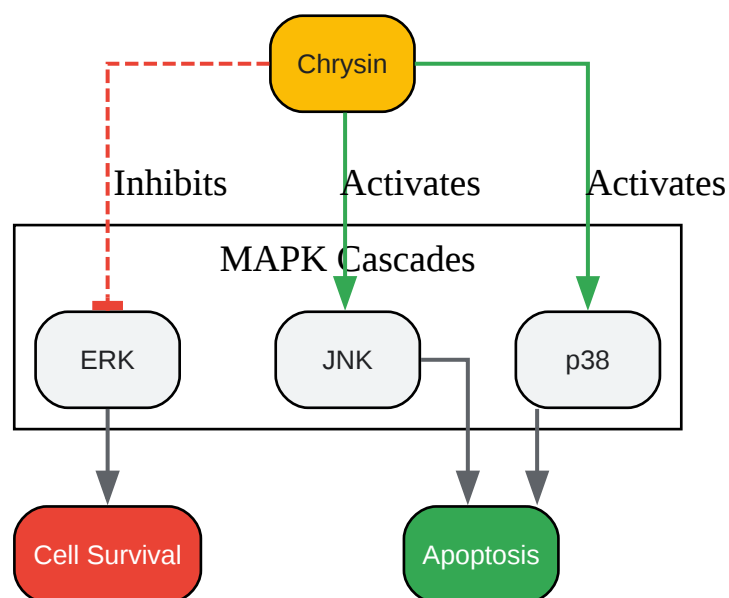 Chrysin
Inhibits
Activates
Activates
MAPK Cascades
ERK
JNK
p38
Cell Survival
Apoptosis